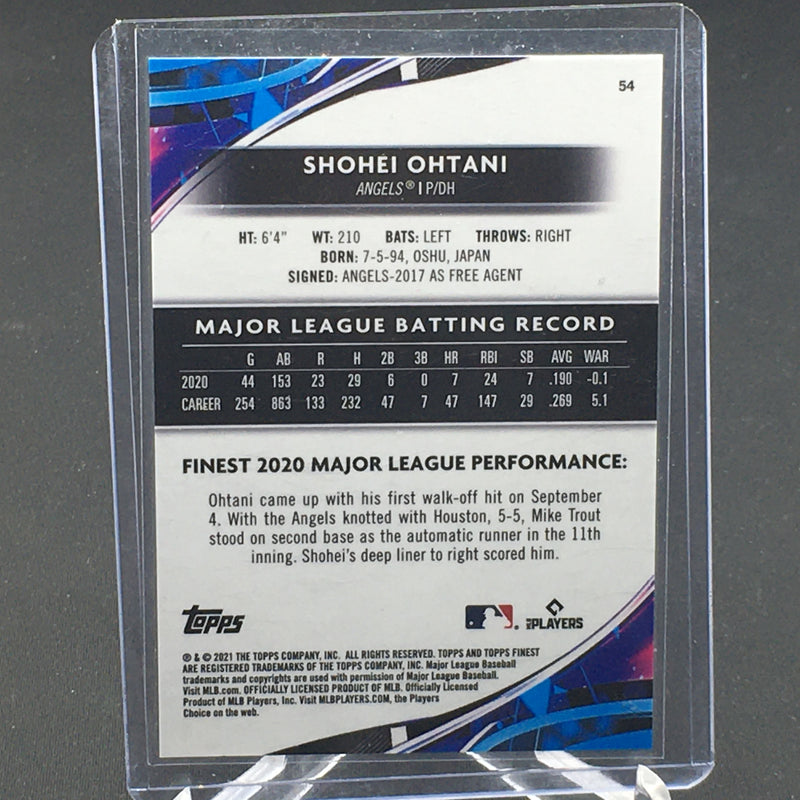 54
SHOHEI OHTANI
ANGELS® | P/DH
HT: 6'4" WT: 210 BATS: LEFT THROWS: RIGHT
BORN: 7-5-94, OSHU, JAPAN
SIGNED: ANGELS-2017 AS FREE AGENT
MAJOR LEAGUE BATTING RECORD
G AB R H 2B 3B HR RBI SB AVG WAR
2020 44 153 23 29 6 0 7 24 7 .190 -0.1
CAREER 254 863 133 232 47 7 47 147 29 .269 5.1
FINEST 2020 MAJOR LEAGUE PERFORMANCE:
Ohtani came up with his first walk-off hit on September
4. With the Angels knotted with Houston, 5-5, Mike Trout
stood on second base as the automatic runner in the 11th
inning. Shohei's deep liner to right scored him.
Topps MLB PLAYERS
® & © 2021 THE TOPPS COMPANY, INC. ALL RIGHTS RESERVED. TOPPS AND TOPPS FINEST
ARE REGISTERED TRADEMARKS OF THE TOPPS COMPANY, INC. Major League Baseball
trademarks and copyrights are used with permission of Major League Baseball.
Visit MLB.com. OFFICIALLY LICENSED PRODUCT OF MLB. Officially Licensed
Product of MLB Players, Inc. Visit MLBPLAYERS.COM, the Players
Choice on the web.